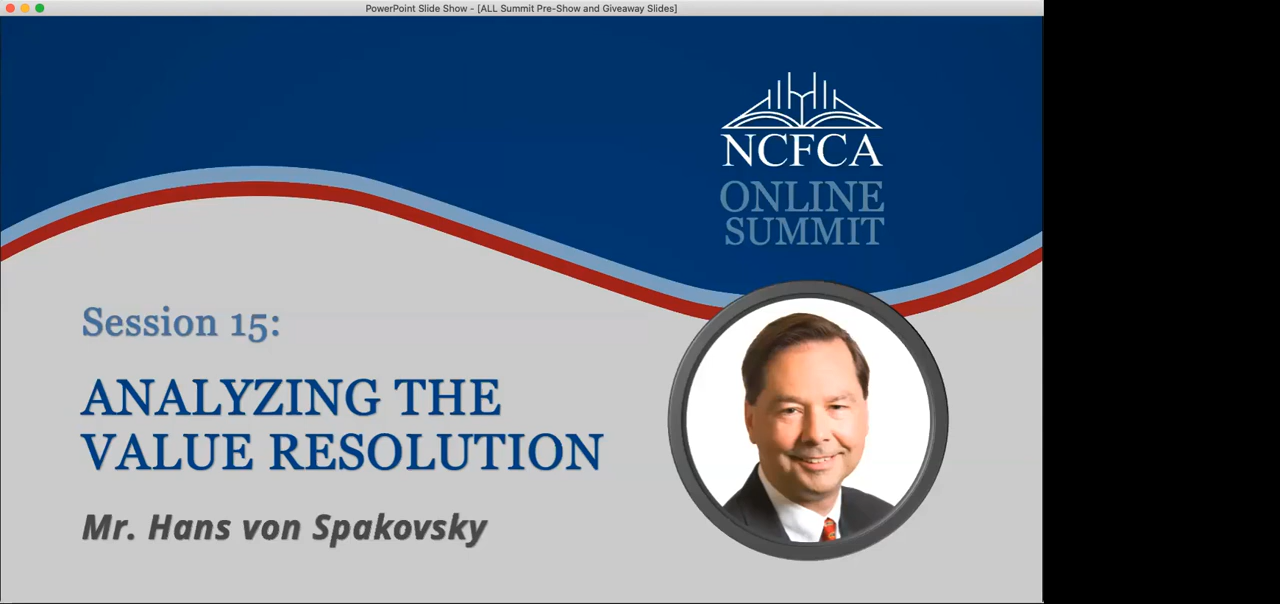 PowerPoint Slide Show - [ALL Summit Pre-Show and Giveaway Slides]
NCFCA
ONLINE
SUMMIT
Session 15:
ANALYZING THE
VALUE RESOLUTION
Mr. Hans von Spakovsky